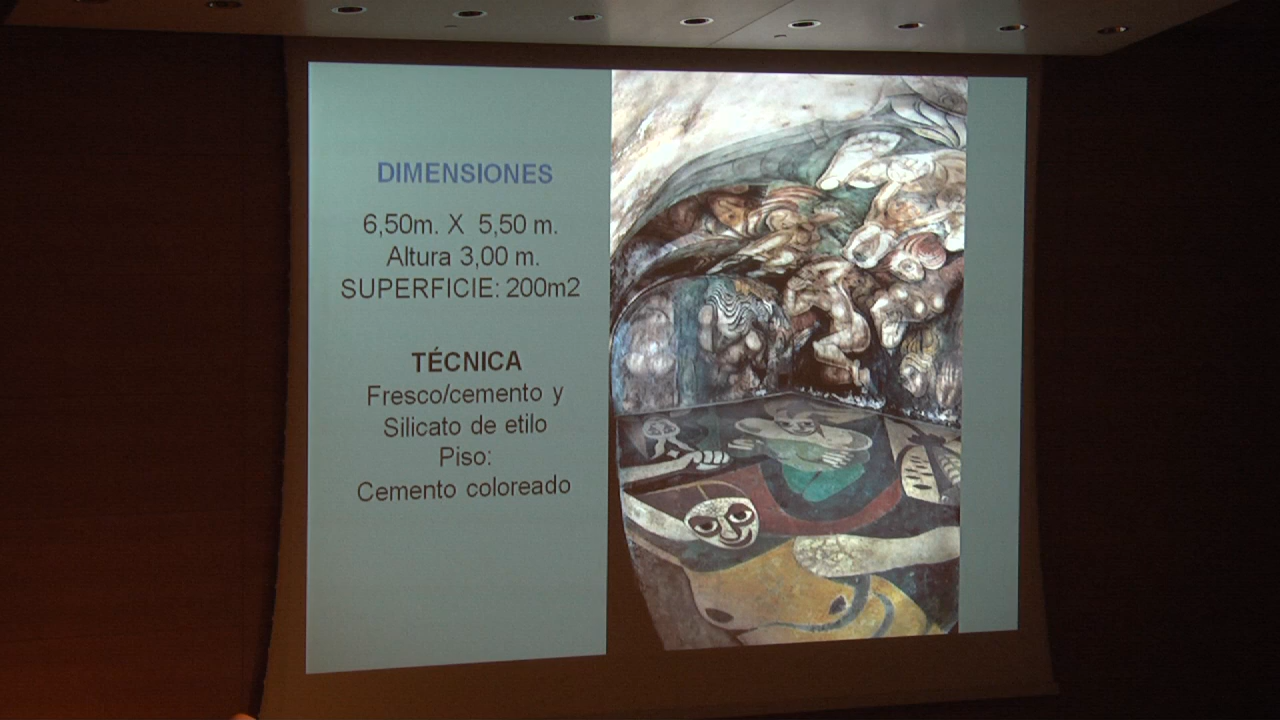 DIMENSIONES
6,50m. X 5,50 m.
Altura 3,00 m.
SUPERFICIE: 200m2
TÉCNICA
Fresco/cemento y
Silicato de etilo
Piso:
Cemento coloreado